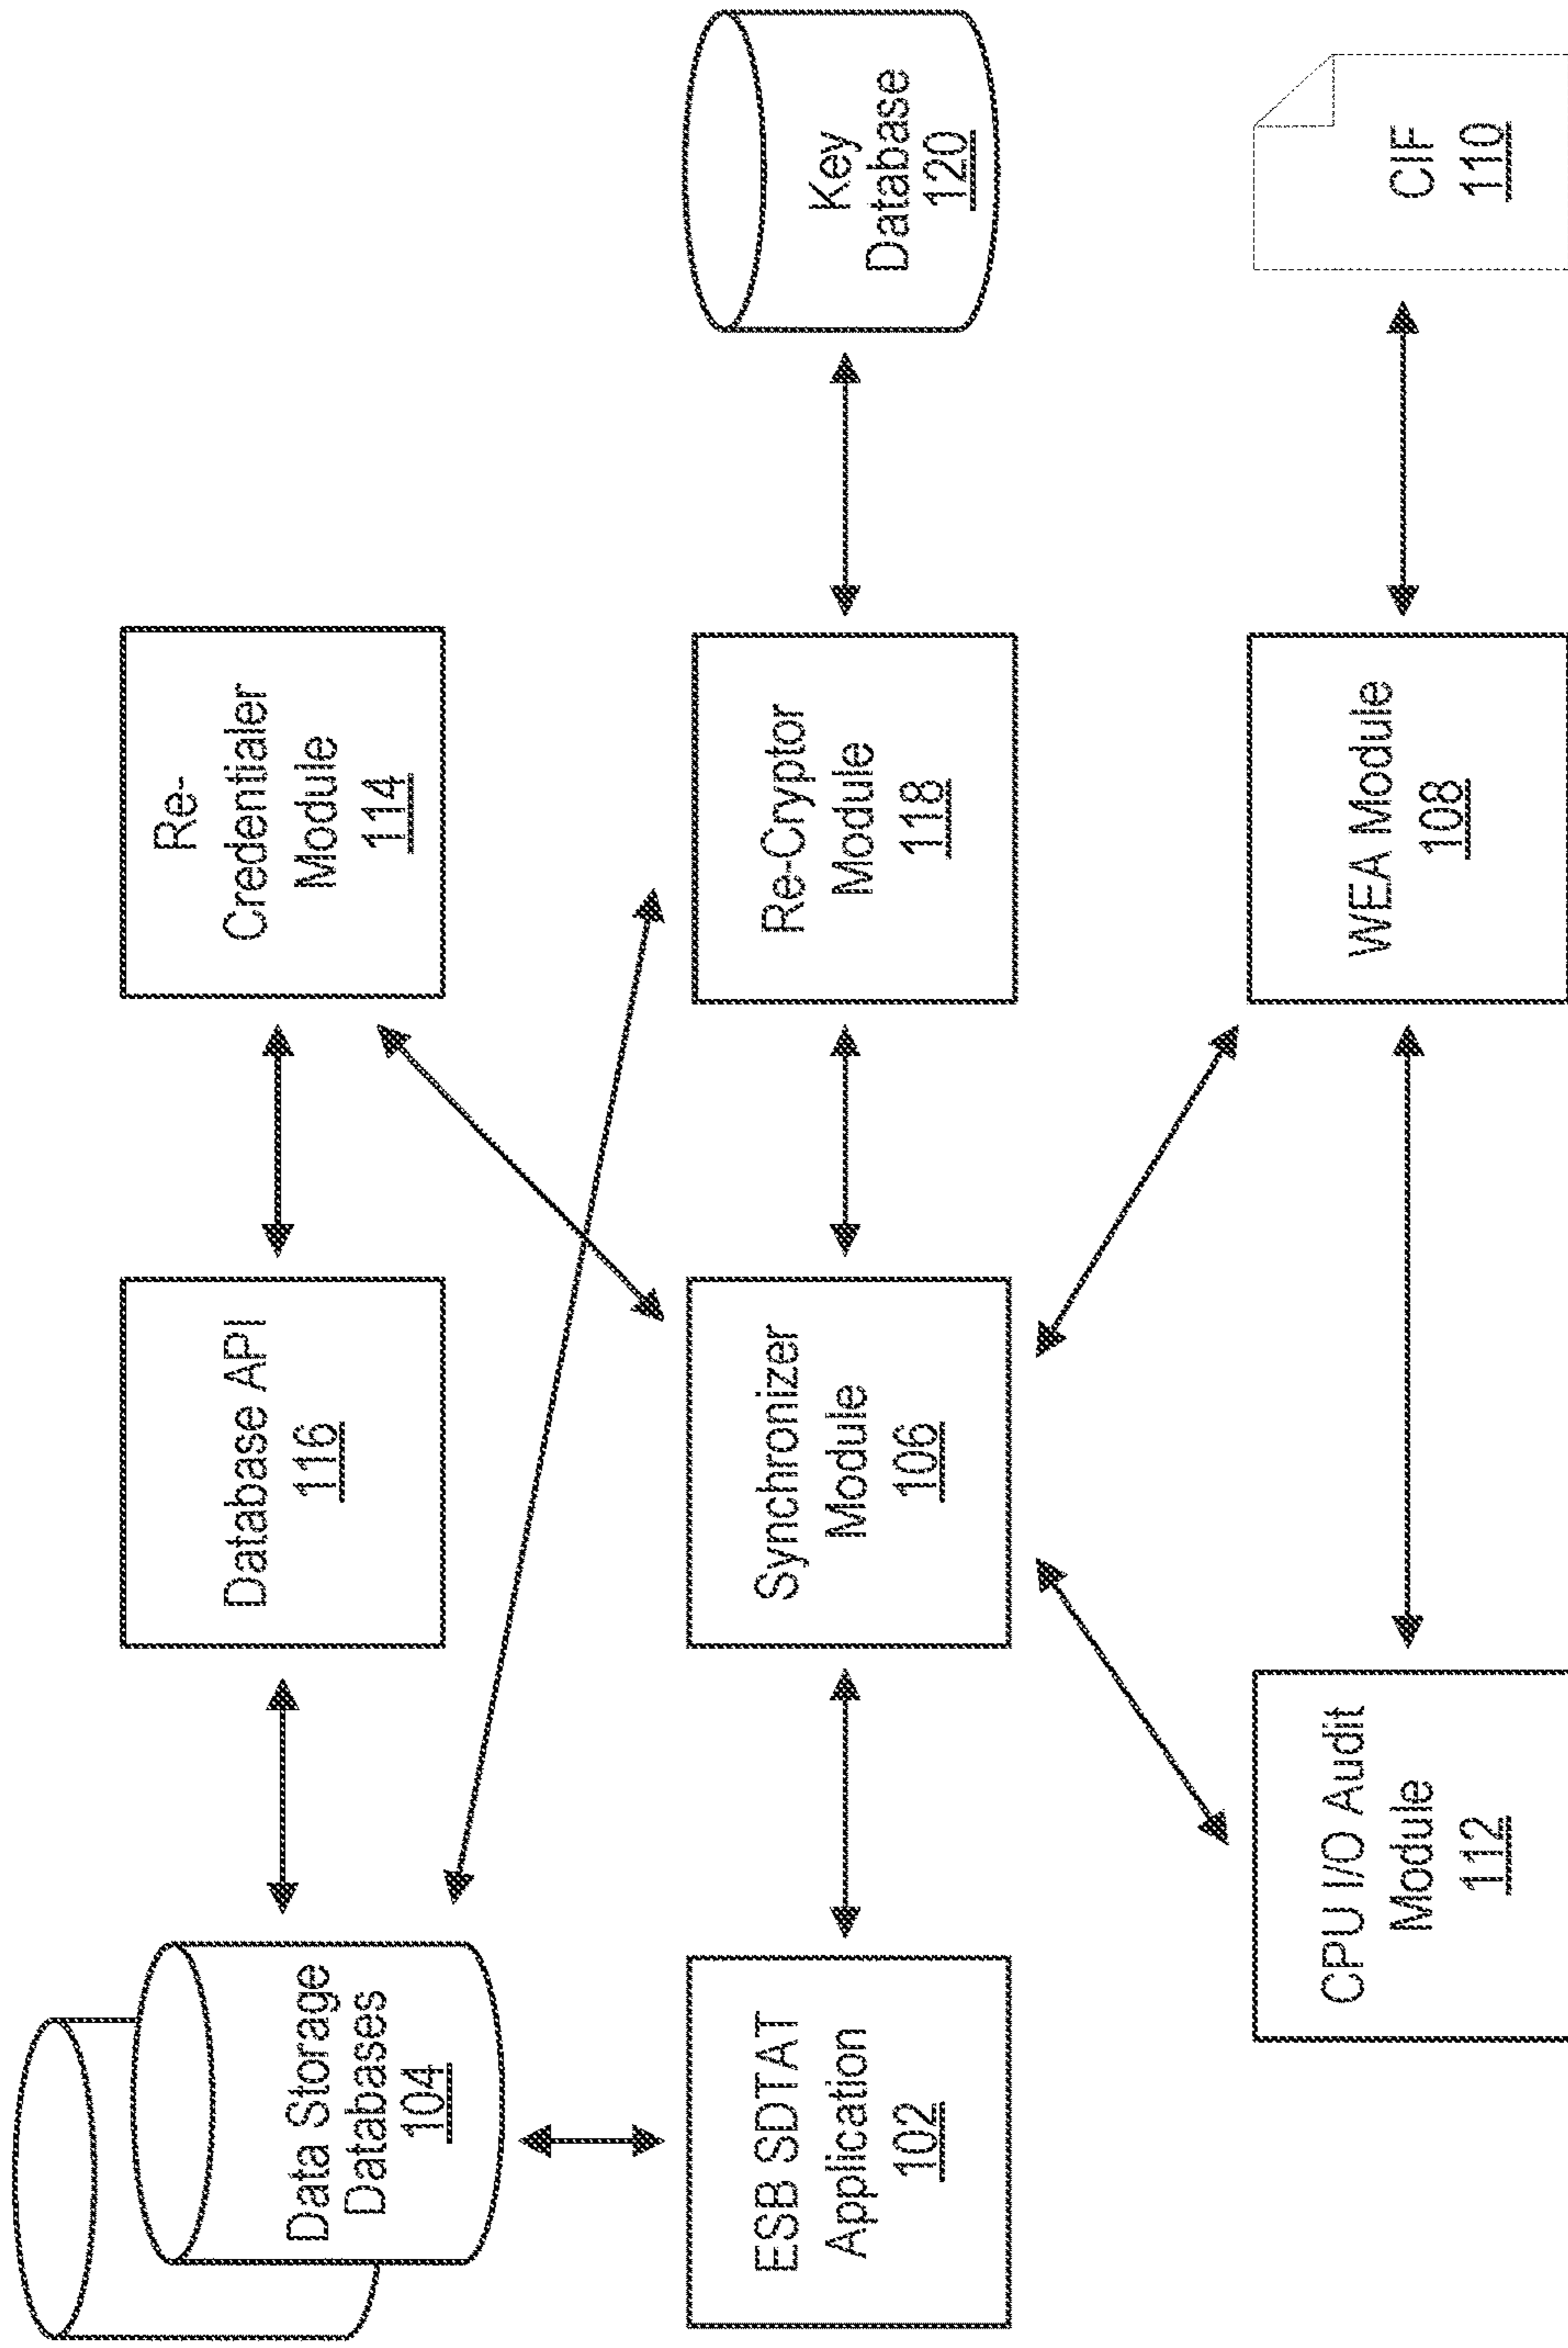 Data Storage
Databases
104
Database API
116
Re-
Credentialer
Module
114
ESB SDTAT
Application
102
Synchronizer
Module
106
Re-Cryptor
Module
118
Key
Database
120
CPU I/O Audit
Module
112
WEA Module
108
CIF
110